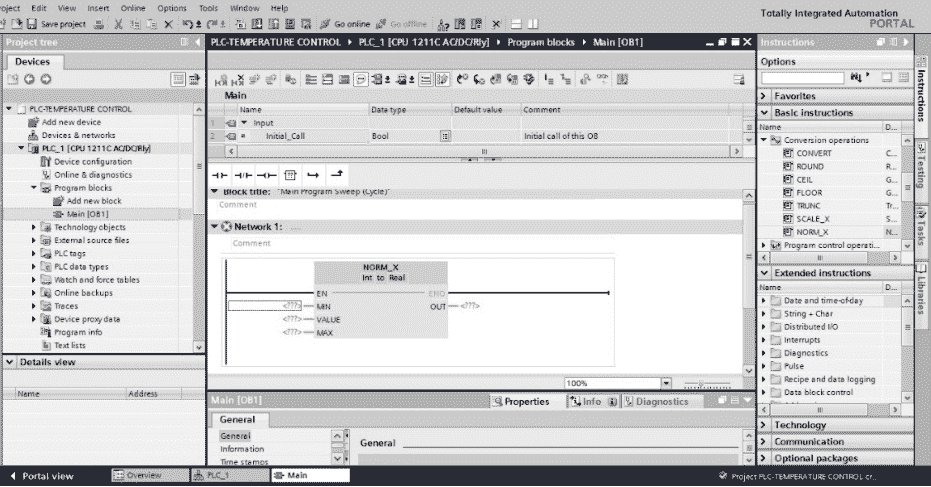 roject Edit View Insert Online Options Tools Window Help
Totally Integrated Automation
PORTAL
Save project
Go online
Go offline
Project tree
PLC-TEMPERATURE CONTROL
PLC_1 [CPU 1211C AC/DC/Rly]
Program blocks
Main [OB1]
Instructions
Devices
Options
Main
Name Data type Default value Comment
1 Input
2 Initial_Call Bool Initial call of this OB
PLC-TEMPERATURE CONTROL
Add new device
Devices & networks
PLC_1 [CPU 1211C AC/DC/Rly]
Device configuration
Online & diagnostics
Program blocks
Add new block
Main [OB1]
Technology objects
External source files
PLC tags
PLC data types
Watch and force tables
Online backups
Traces
Device proxy data
Program info
Text lists
Details view
Name Address
Block title: "Main Program Sweep (Cycle)"
Comment
Network 1: .....
Comment
NORM_X
Int to Real
EN ENO
<???> MIN OUT <???>
<???> VALUE
<???> MAX
100%
Main [OB1]
Properties
Info
Diagnostics
General
General
Information
Time stamps
General
Favorites
Basic instructions
Name D...
Conversion operations
CONVERT C...
ROUND R...
CEIL G...
FLOOR G...
TRUNC Tr...
SCALE_X S...
NORM_X N...
Program control operati...
Extended instructions
Name D...
Date and time-of-day
String + Char
Distributed I/O
Interrupts
Diagnostics
Pulse
Recipe and data logging
Data block control
Technology
Communication
Optional packages
Instructions
Testing
Tasks
Libraries
Portal view
Overview
PLC_1
Main
Project PLC-TEMPERATURE CONTROL cr...